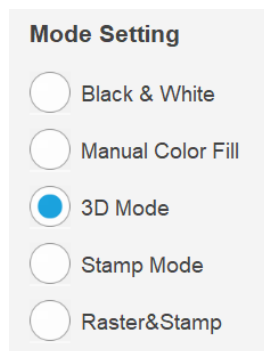 Mode Setting
Black & White
Manual Color Fill
3D Mode
Stamp Mode
Raster&Stamp